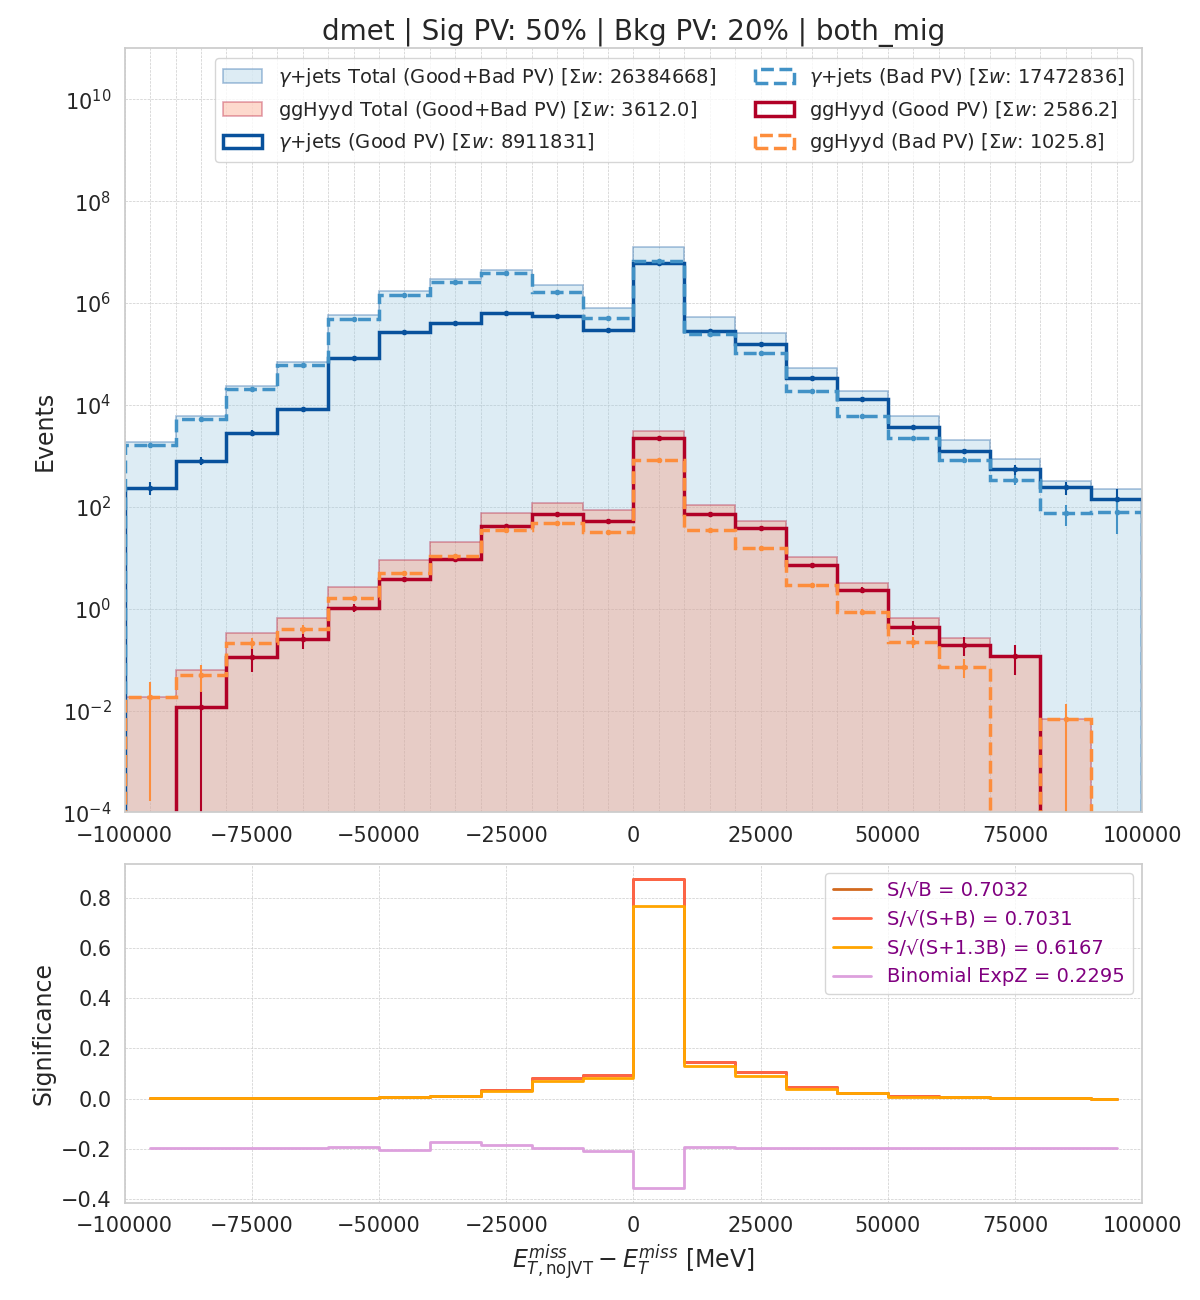 dmet | Sig PV: 50% | Bkg PV: 20% | both_mig
γ+jets Total (Good+Bad PV) [Σw: 26384668]
ggHyyd Total (Good+Bad PV) [Σw: 3612.0]
γ+jets (Good PV) [Σw: 8911831]
γ+jets (Bad PV) [Σw: 17472836]
ggHyyd (Good PV) [Σw: 2586.2]
ggHyyd (Bad PV) [Σw: 1025.8]
Events
10^10
10^8
10^6
10^4
10^2
10^0
10^−2
10^−4
−100000 −75000 −50000 −25000 0 25000 50000 75000 100000
S/√B = 0.7032
S/√(S+B) = 0.7031
S/√(S+1.3B) = 0.6167
Binomial ExpZ = 0.2295
Significance
0.8
0.6
0.4
0.2
0.0
−0.2
−0.4
−100000 −75000 −50000 −25000 0 25000 50000 75000 100000
E_{T,noJVT}^{miss} − E_T^{miss} [MeV]